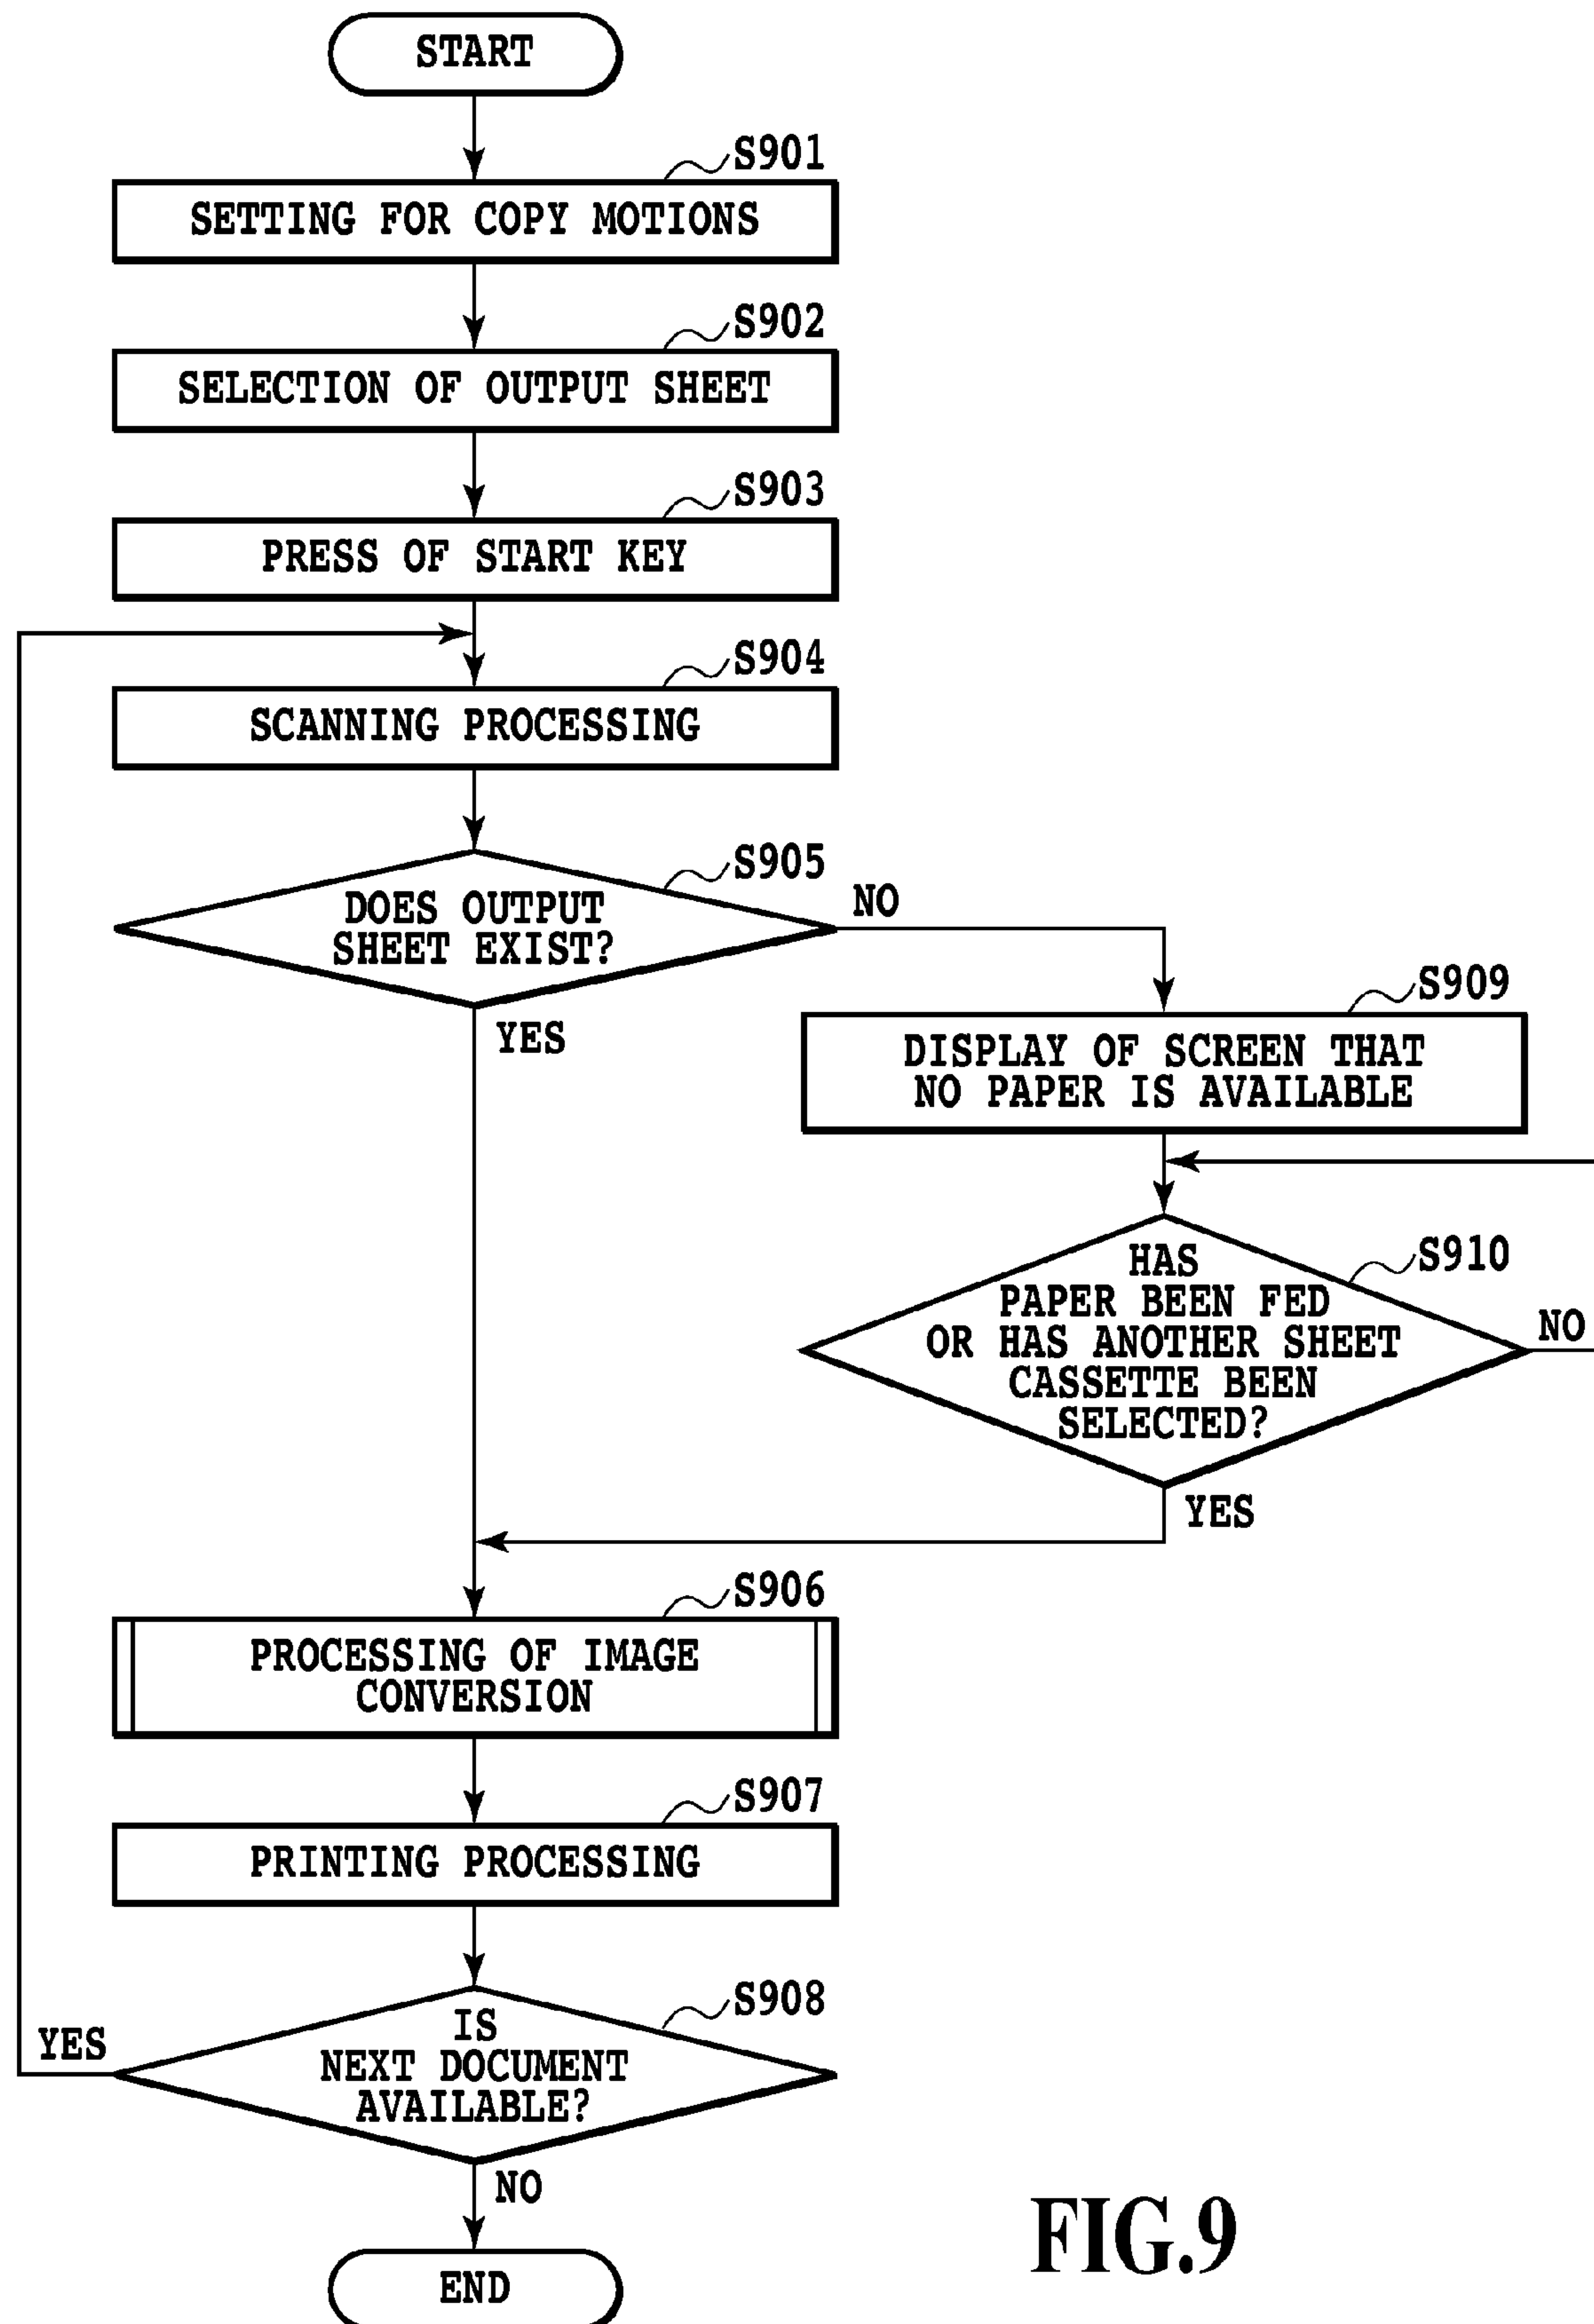 START
S901
SETTING FOR COPY MOTIONS
S902
SELECTION OF OUTPUT SHEET
S903
PRESS OF START KEY
S904
SCANNING PROCESSING
S905
DOES OUTPUT
SHEET EXIST?
NO
YES
S909
DISPLAY OF SCREEN THAT
NO PAPER IS AVAILABLE
S910
HAS
PAPER BEEN FED
OR HAS ANOTHER SHEET
CASSETTE BEEN
SELECTED?
NO
YES
S906
PROCESSING OF IMAGE
CONVERSION
S907
PRINTING PROCESSING
S908
IS
NEXT DOCUMENT
AVAILABLE?
YES
NO
END
FIG.9